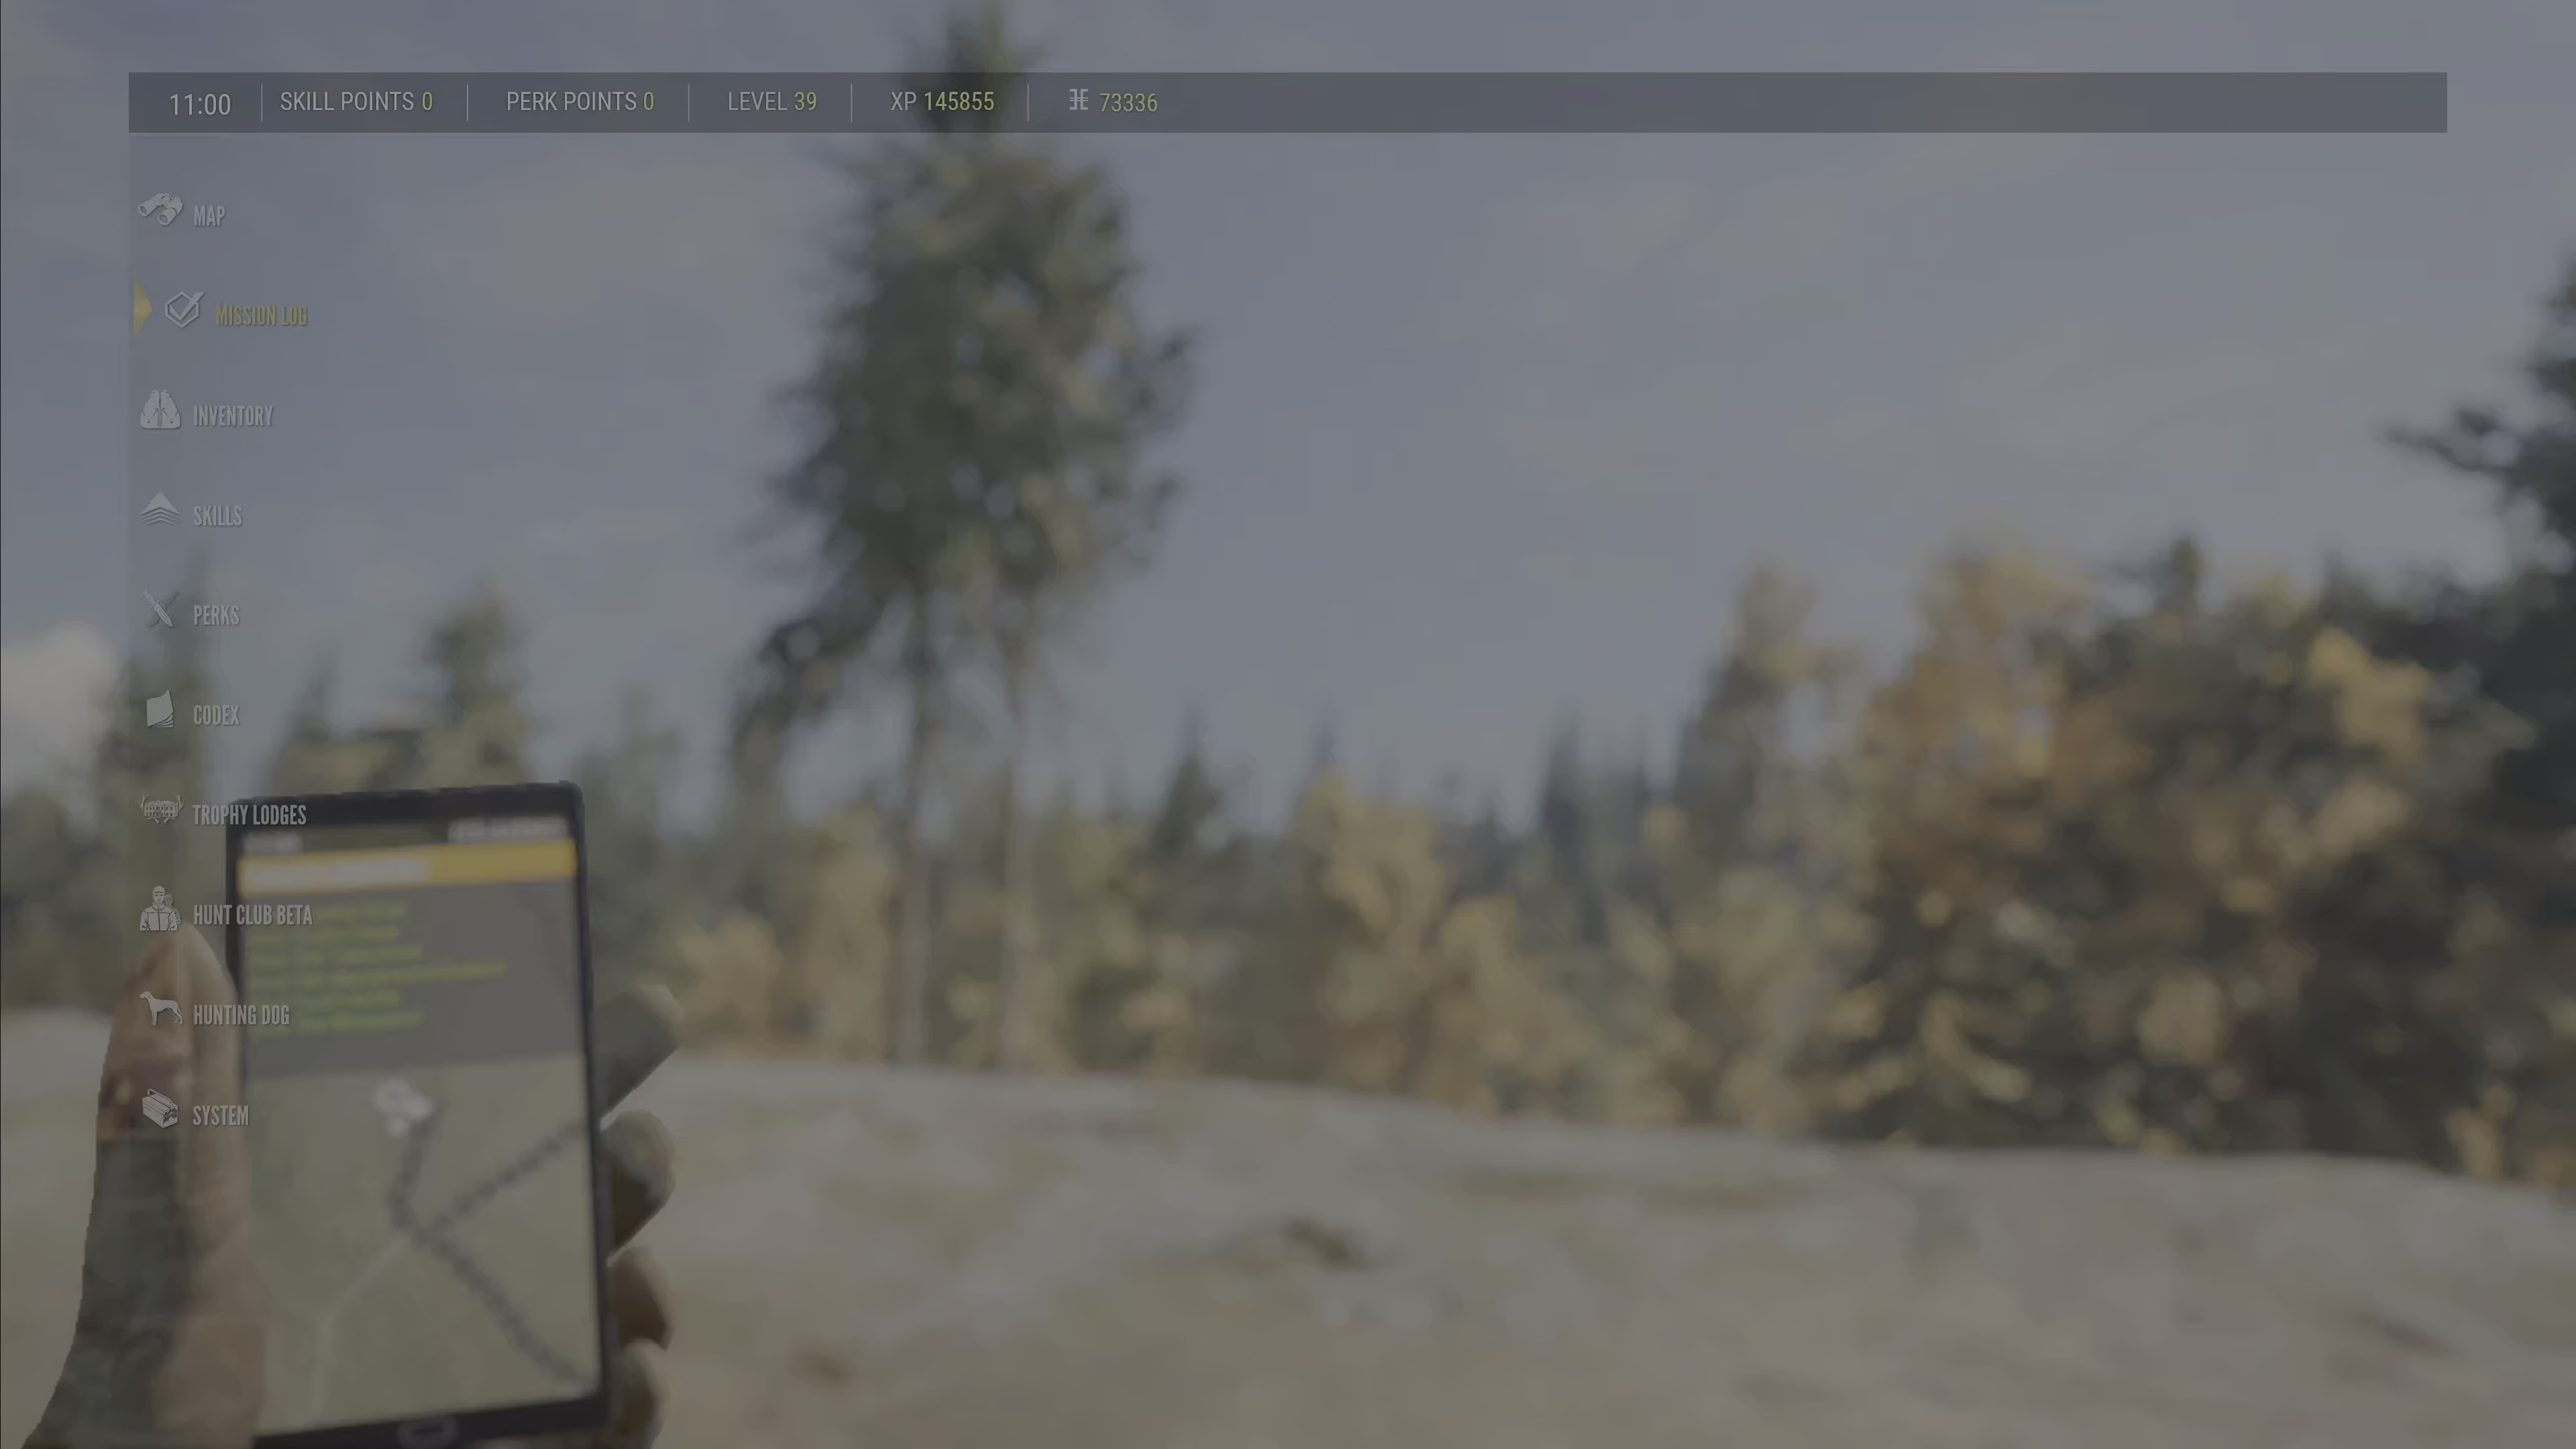 11:00 SKILL POINTS 0 PERK POINTS 0 LEVEL 39 XP 145855 73336
MAP
MISSION LOG
INVENTORY
SKILLS
PERKS
CODEX
TROPHY LODGES
HUNT CLUB BETA
HUNTING DOG
SYSTEM